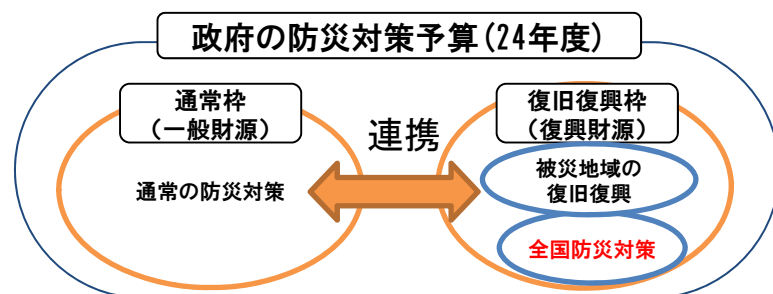 政府の防災対策予算(24年度)
通常枠
(一般財源)
連携
復旧復興枠
(復興財源)
通常の防災対策
被災地域の
復旧復興
全国防災対策